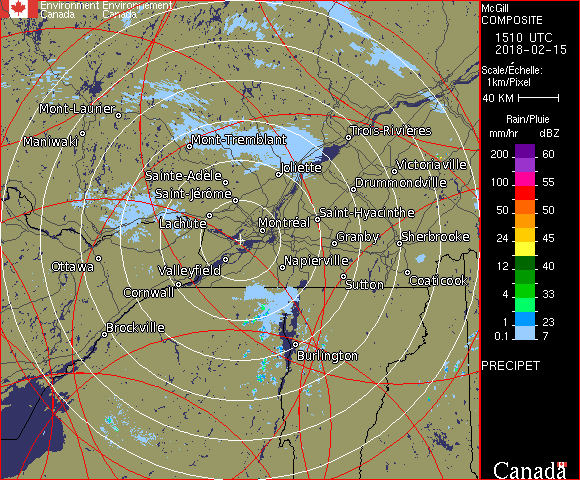 Environment Environnement
Canada Canada
McGill
COMPOSITE
1510 UTC
2018-02-15
Scale/Échelle:
1km/Pixel
40 KM
Rain/Pluie
mm/hr dBZ
200 60
100 55
50 50
24 45
12 40
4 33
1 23
0.1 7
PRECIPET
Canada
Mont-Laurier
Maniwaki
Mont-Tremblant
Trois-Rivières
Joliette
Victoriaville
Sainte-Adèle
Drummondville
Saint-Jérôme
Lachute
Saint-Hyacinthe
Montréal
Granby
Sherbrooke
Ottawa
Valleyfield
Napierville
Cornwall
Sutton
Coaticook
Brockville
Burlington